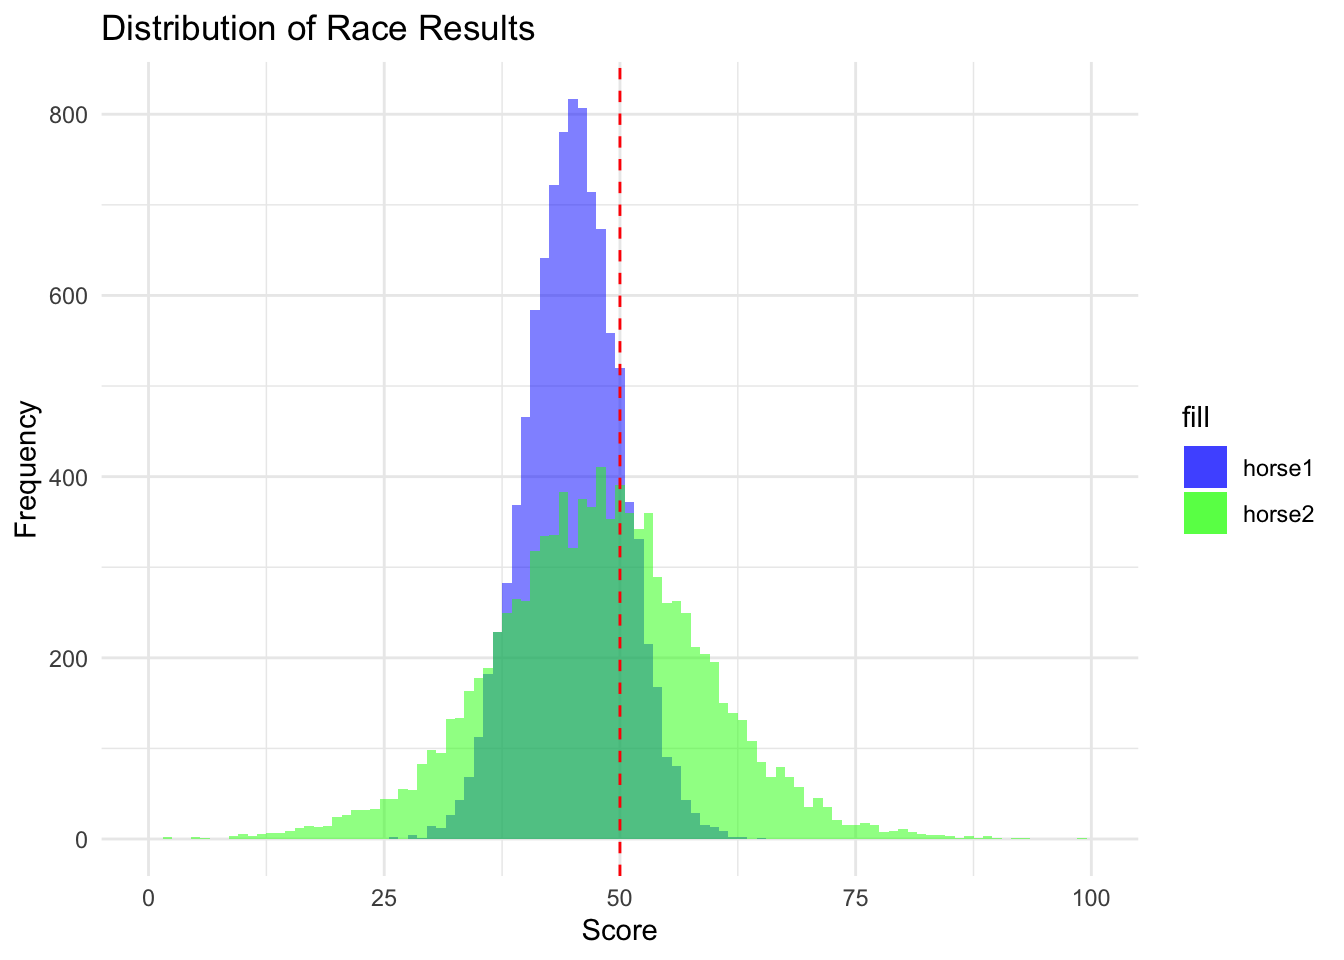 Distribution of Race Results
800
600
400
200
0
Frequency
0 25 50 75 100
Score
fill
horse1
horse2